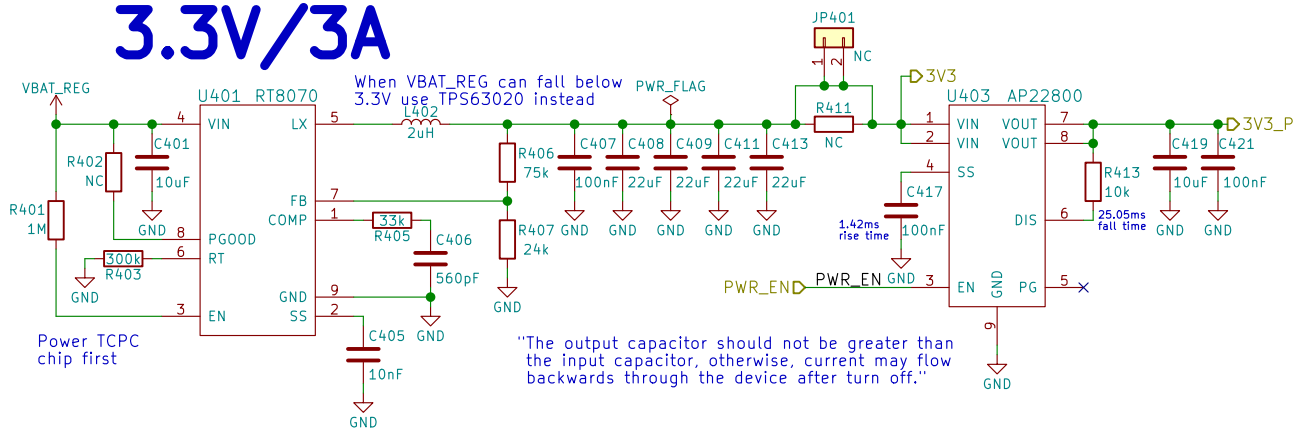 3.3V/3A
JP401
1
2
NC
VBAT_REG
When VBAT_REG can fall below
3.3V use TPS63020 instead
PWR_FLAG
3V3
U401 RT8070
L402
2uH
R411
NC
U403 AP22800
4 VIN
LX 5
1 VIN
2 VIN
VOUT 7
VOUT 8
3V3_P
R402
NC
C401
10uF
GND
R406
75k
C407
100nF
GND
C408
22uF
GND
C409
22uF
GND
C411
22uF
GND
C413
22uF
GND
4 SS
C417
100nF
GND
1.42ms
rise time
R413
10k
25.05ms
fall time
C419
10uF
GND
C421
100nF
GND
R401
1M
FB 7
COMP 1
33k
R405
C406
560pF
R407
24k
GND
DIS 6
8 PGOOD
6 RT
300k
R403
GND
GND 9
SS 2
GND
3 EN
C405
10nF
GND
PWR_EN
PWR_EN
3 EN
GND
9
PG 5
GND
Power TCPC
chip first
"The output capacitor should not be greater than
the input capacitor, otherwise, current may flow
backwards through the device after turn off."